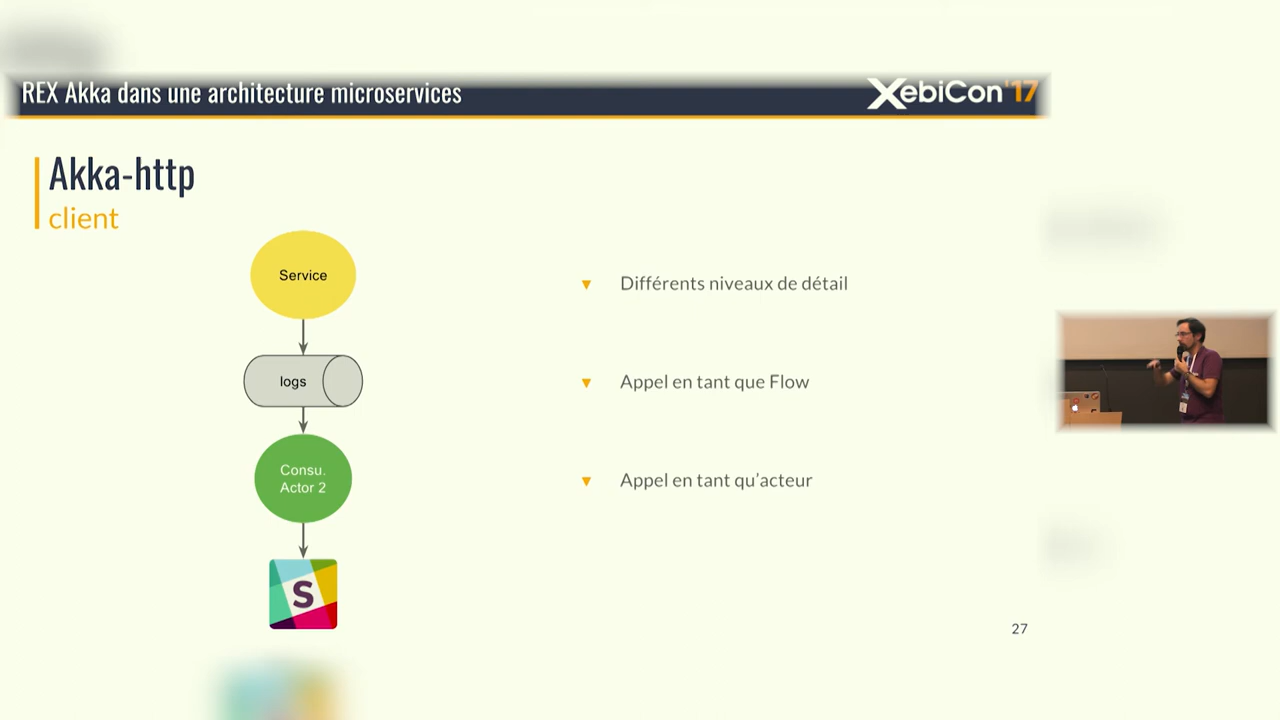 REX Akka dans une architecture microservices
XebiCon'17
Akka-http
client
Service
logs
Consu.
Actor 2
S
Différents niveaux de détail
Appel en tant que Flow
Appel en tant qu’acteur
27